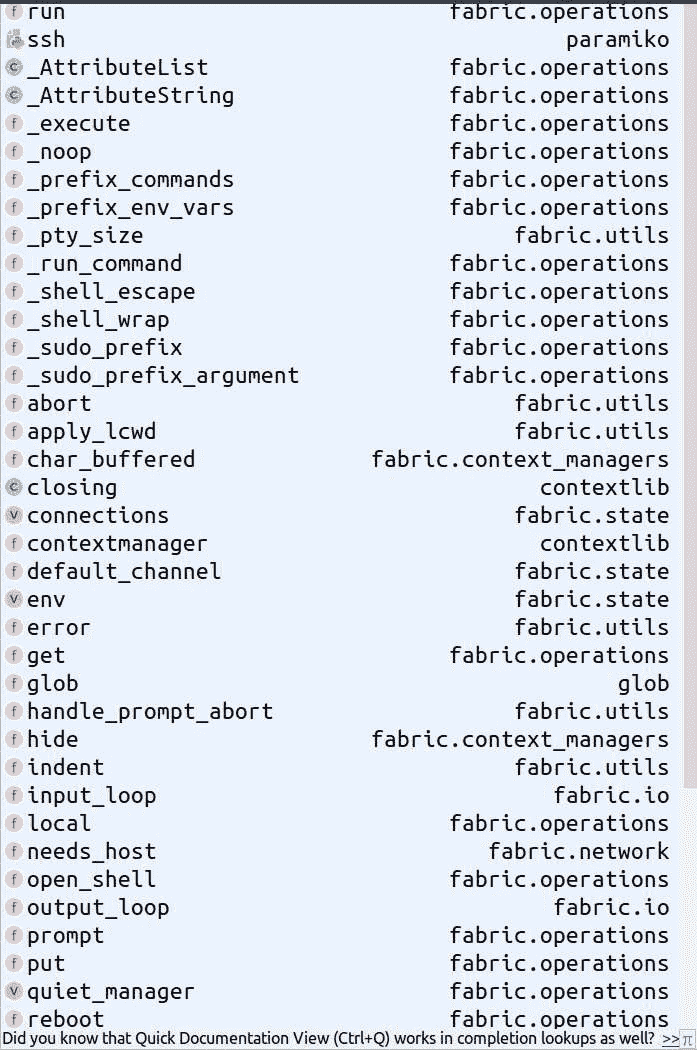 run fabric.operations
ssh paramiko
_AttributeList fabric.operations
_AttributeString fabric.operations
_execute fabric.operations
_noop fabric.operations
_prefix_commands fabric.operations
_prefix_env_vars fabric.operations
_pty_size fabric.utils
_run_command fabric.operations
_shell_escape fabric.operations
_shell_wrap fabric.operations
_sudo_prefix fabric.operations
_sudo_prefix_argument fabric.operations
abort fabric.utils
apply_lcwd fabric.utils
char_buffered fabric.context_managers
closing contextlib
connections fabric.state
contextmanager contextlib
default_channel fabric.state
env fabric.state
error fabric.utils
get fabric.operations
glob glob
handle_prompt_abort fabric.utils
hide fabric.context_managers
indent fabric.utils
input_loop fabric.io
local fabric.operations
needs_host fabric.network
open_shell fabric.operations
output_loop fabric.io
prompt fabric.operations
put fabric.operations
quiet_manager fabric.operations
reboot fabric.operations
Did you know that Quick Documentation View (Ctrl+Q) works in completion lookups as well? >> π